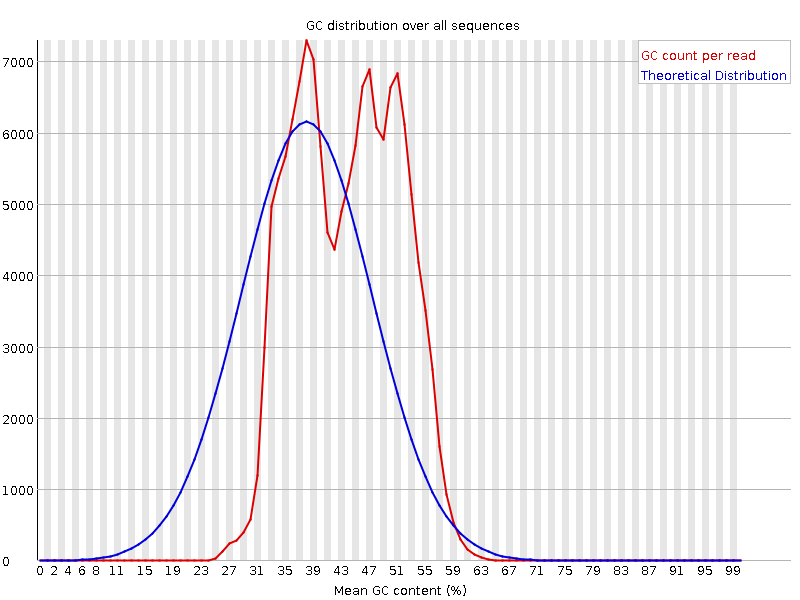 GC distribution over all sequences
GC count per read
Theoretical Distribution
7000
6000
5000
4000
3000
2000
1000
0
0 2 4 6 8 11 15 19 23 27 31 35 39 43 47 51 55 59 63 67 71 75 79 83 87 91 95 99
Mean GC content (%)